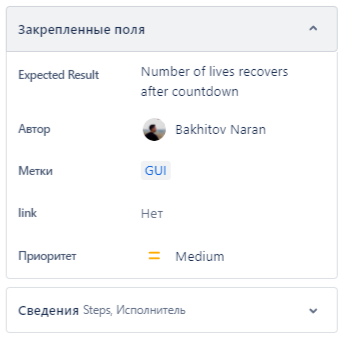 Закрепленные поля
Expected Result
Number of lives recovers
after countdown
Автор
Bakhitov Naran
Метки
GUI
link
Нет
Приоритет
Medium
Сведения Steps, Исполнитель